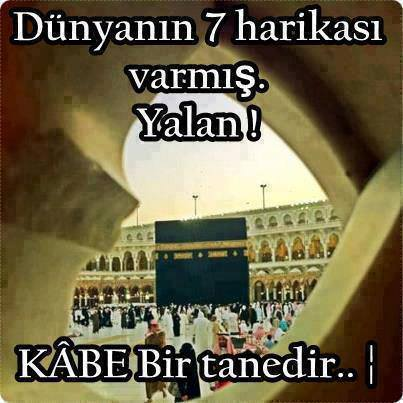 Dünyanın 7 harikası
varmış.
Yalan !
KÂBE Bir tanedir.. ¦